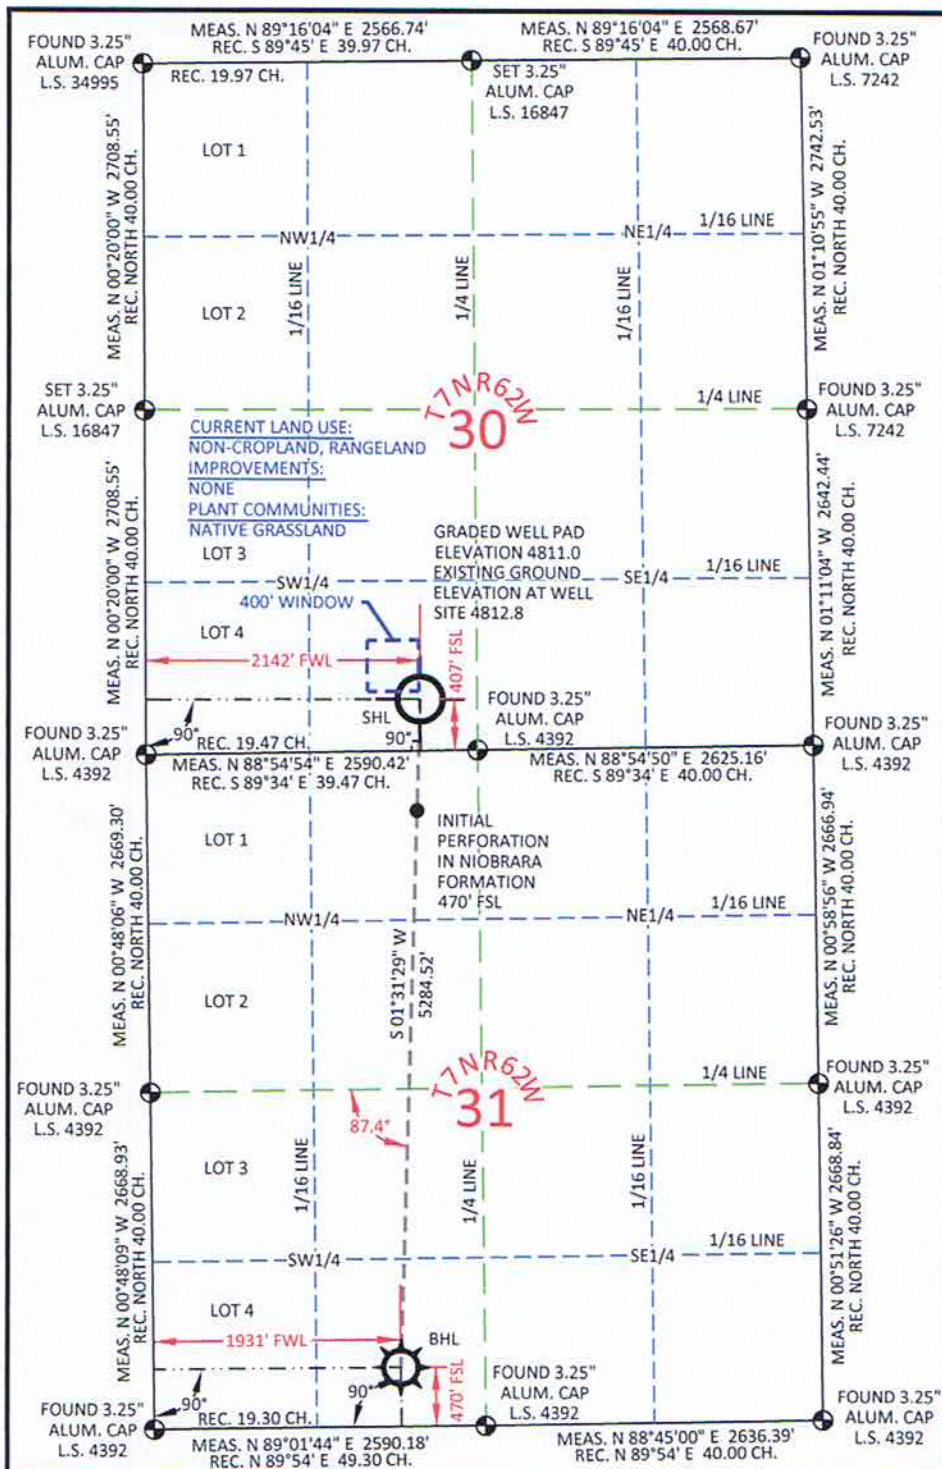 MEAS. N 89°16'04" E 2566.74'
REC. S 89°45' E 39.97 CH.
MEAS. N 89°16'04" E 2568.67'
REC. S 89°45' E 40.00 CH.
FOUND 3.25"
ALUM. CAP
L.S. 34995
REC. 19.97 CH.
SET 3.25"
ALUM. CAP
L.S. 16847
FOUND 3.25"
ALUM. CAP
L.S. 7242
MEAS. N 00°20'00" W 2708.55'
REC. NORTH 40.00 CH.
LOT 1
MEAS. N 01°10'55" W 2742.53'
REC. NORTH 40.00 CH.
NW1/4
NE1/4
1/16 LINE
LOT 2
1/16 LINE
1/4 LINE
1/16 LINE
SET 3.25"
ALUM. CAP
L.S. 16847
T7NR62W
30
1/4 LINE
FOUND 3.25"
ALUM. CAP
L.S. 7242
CURRENT LAND USE:
NON-CROPLAND, RANGELAND
IMPROVEMENTS:
NONE
PLANT COMMUNITIES:
NATIVE GRASSLAND
MEAS. N 00°20'00" W 2708.55'
REC. NORTH 40.00 CH.
GRADED WELL PAD
ELEVATION 4811.0
EXISTING GROUND
ELEVATION AT WELL
SITE 4812.8
MEAS. N 01°11'04" W 2642.44'
REC. NORTH 40.00 CH.
LOT 3
SW1/4
SE1/4
1/16 LINE
400' WINDOW
LOT 4
2142' FWL
407' FSL
SHL
FOUND 3.25"
ALUM. CAP
L.S. 4392
90°
REC. 19.47 CH.
90°
FOUND 3.25"
ALUM. CAP
L.S. 4392
FOUND 3.25"
ALUM. CAP
L.S. 4392
MEAS. N 88°54'54" E 2590.42'
REC. S 89°34' E 39.47 CH.
MEAS. N 88°54'50" E 2625.16'
REC. S 89°34' E 40.00 CH.
MEAS. N 00°48'06" W 2669.30'
REC. NORTH 40.00 CH.
LOT 1
INITIAL
PERFORATION
IN NIOBRARA
FORMATION
470' FSL
MEAS. N 00°58'56" W 2666.94'
REC. NORTH 40.00 CH.
NW1/4
NE1/4
1/16 LINE
LOT 2
S 01°31'29" W
5284.52'
T7NR62W
31
1/4 LINE
FOUND 3.25"
ALUM. CAP
L.S. 4392
FOUND 3.25"
ALUM. CAP
L.S. 4392
87.4°
MEAS. N 00°48'09" W 2668.93'
REC. NORTH 40.00 CH.
LOT 3
1/16 LINE
1/4 LINE
1/16 LINE
MEAS. N 00°51'26" W 2668.84'
REC. NORTH 40.00 CH.
SW1/4
SE1/4
1/16 LINE
LOT 4
1931' FWL
BHL
470' FSL
90°
90°
FOUND 3.25"
ALUM. CAP
L.S. 4392
FOUND 3.25"
ALUM. CAP
L.S. 4392
REC. 19.30 CH.
FOUND 3.25"
ALUM. CAP
L.S. 4392
MEAS. N 89°01'44" E 2590.18'
REC. N 89°54' E 49.30 CH.
MEAS. N 88°45'00" E 2636.39'
REC. N 89°54' E 40.00 CH.